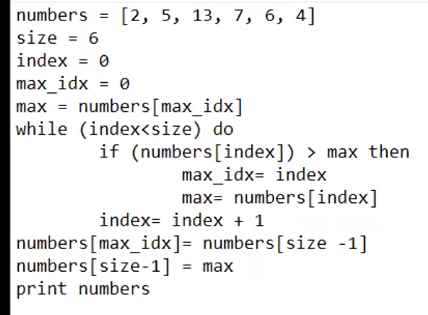 numbers = [2, 5, 13, 7, 6, 4]
size = 6
index = 0
max_idx = 0
max = numbers[max_idx]
while (index<size) do
        if (numbers[index]) > max then
                max_idx= index
                max= numbers[index]
        index= index + 1
numbers[max_idx]= numbers[size -1]
numbers[size-1] = max
print numbers